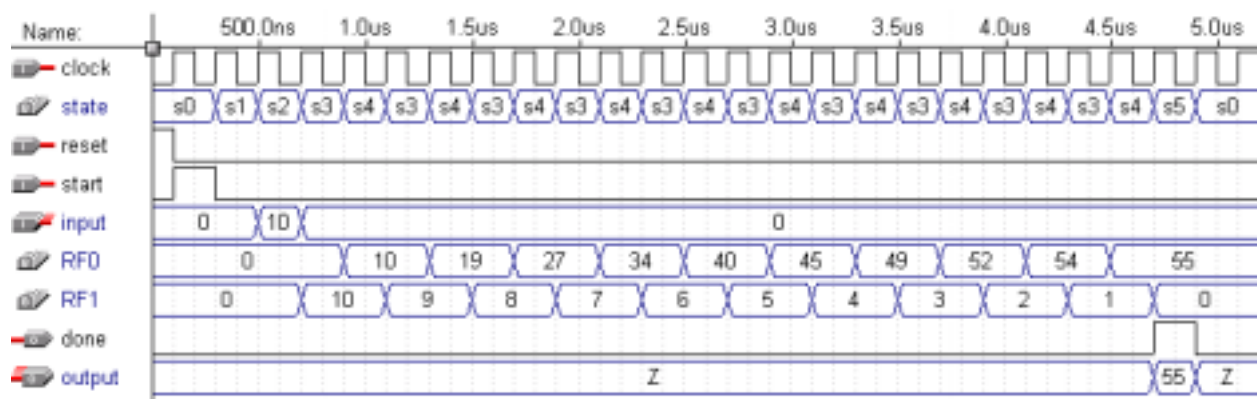 Name: 500.0ns 1.0us 1.5us 2.0us 2.5us 3.0us 3.5us 4.0us 4.5us 5.0us
clock
state s0 s1 s2 s3 s4 s3 s4 s3 s4 s3 s4 s3 s4 s3 s4 s3 s4 s3 s4 s3 s4 s3 s4 s5 s0
reset
start
input 0 10 0
RF0 0 10 19 27 34 40 45 49 52 54 55
RF1 0 10 9 8 7 6 5 4 3 2 1 0
done
output Z 55 Z